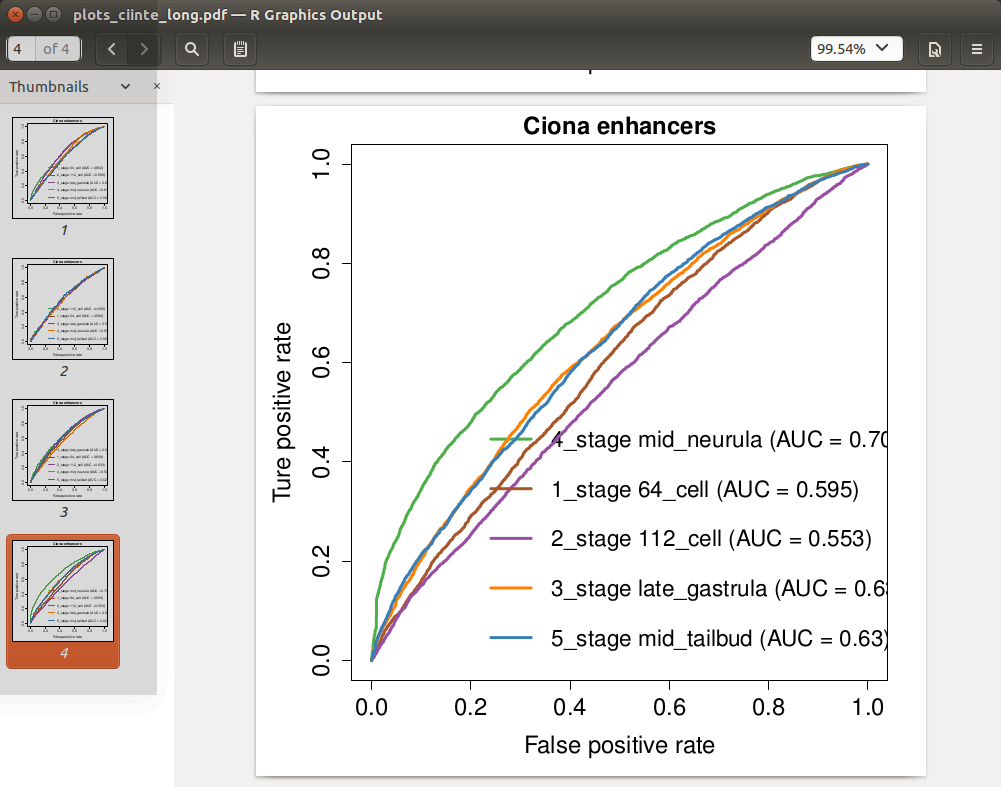 plots_ciinte_long.pdf — R Graphics Output
4 of 4
99.54%
Thumbnails
1
2
3
4
Ciona enhancers
Ture positive rate
1.0
0.8
0.6
0.4
0.2
0.0
4_stage mid_neurula (AUC = 0.70
1_stage 64_cell (AUC = 0.595)
2_stage 112_cell (AUC = 0.553)
3_stage late_gastrula (AUC = 0.63
5_stage mid_tailbud (AUC = 0.63)
0.0 0.2 0.4 0.6 0.8 1.0
False positive rate